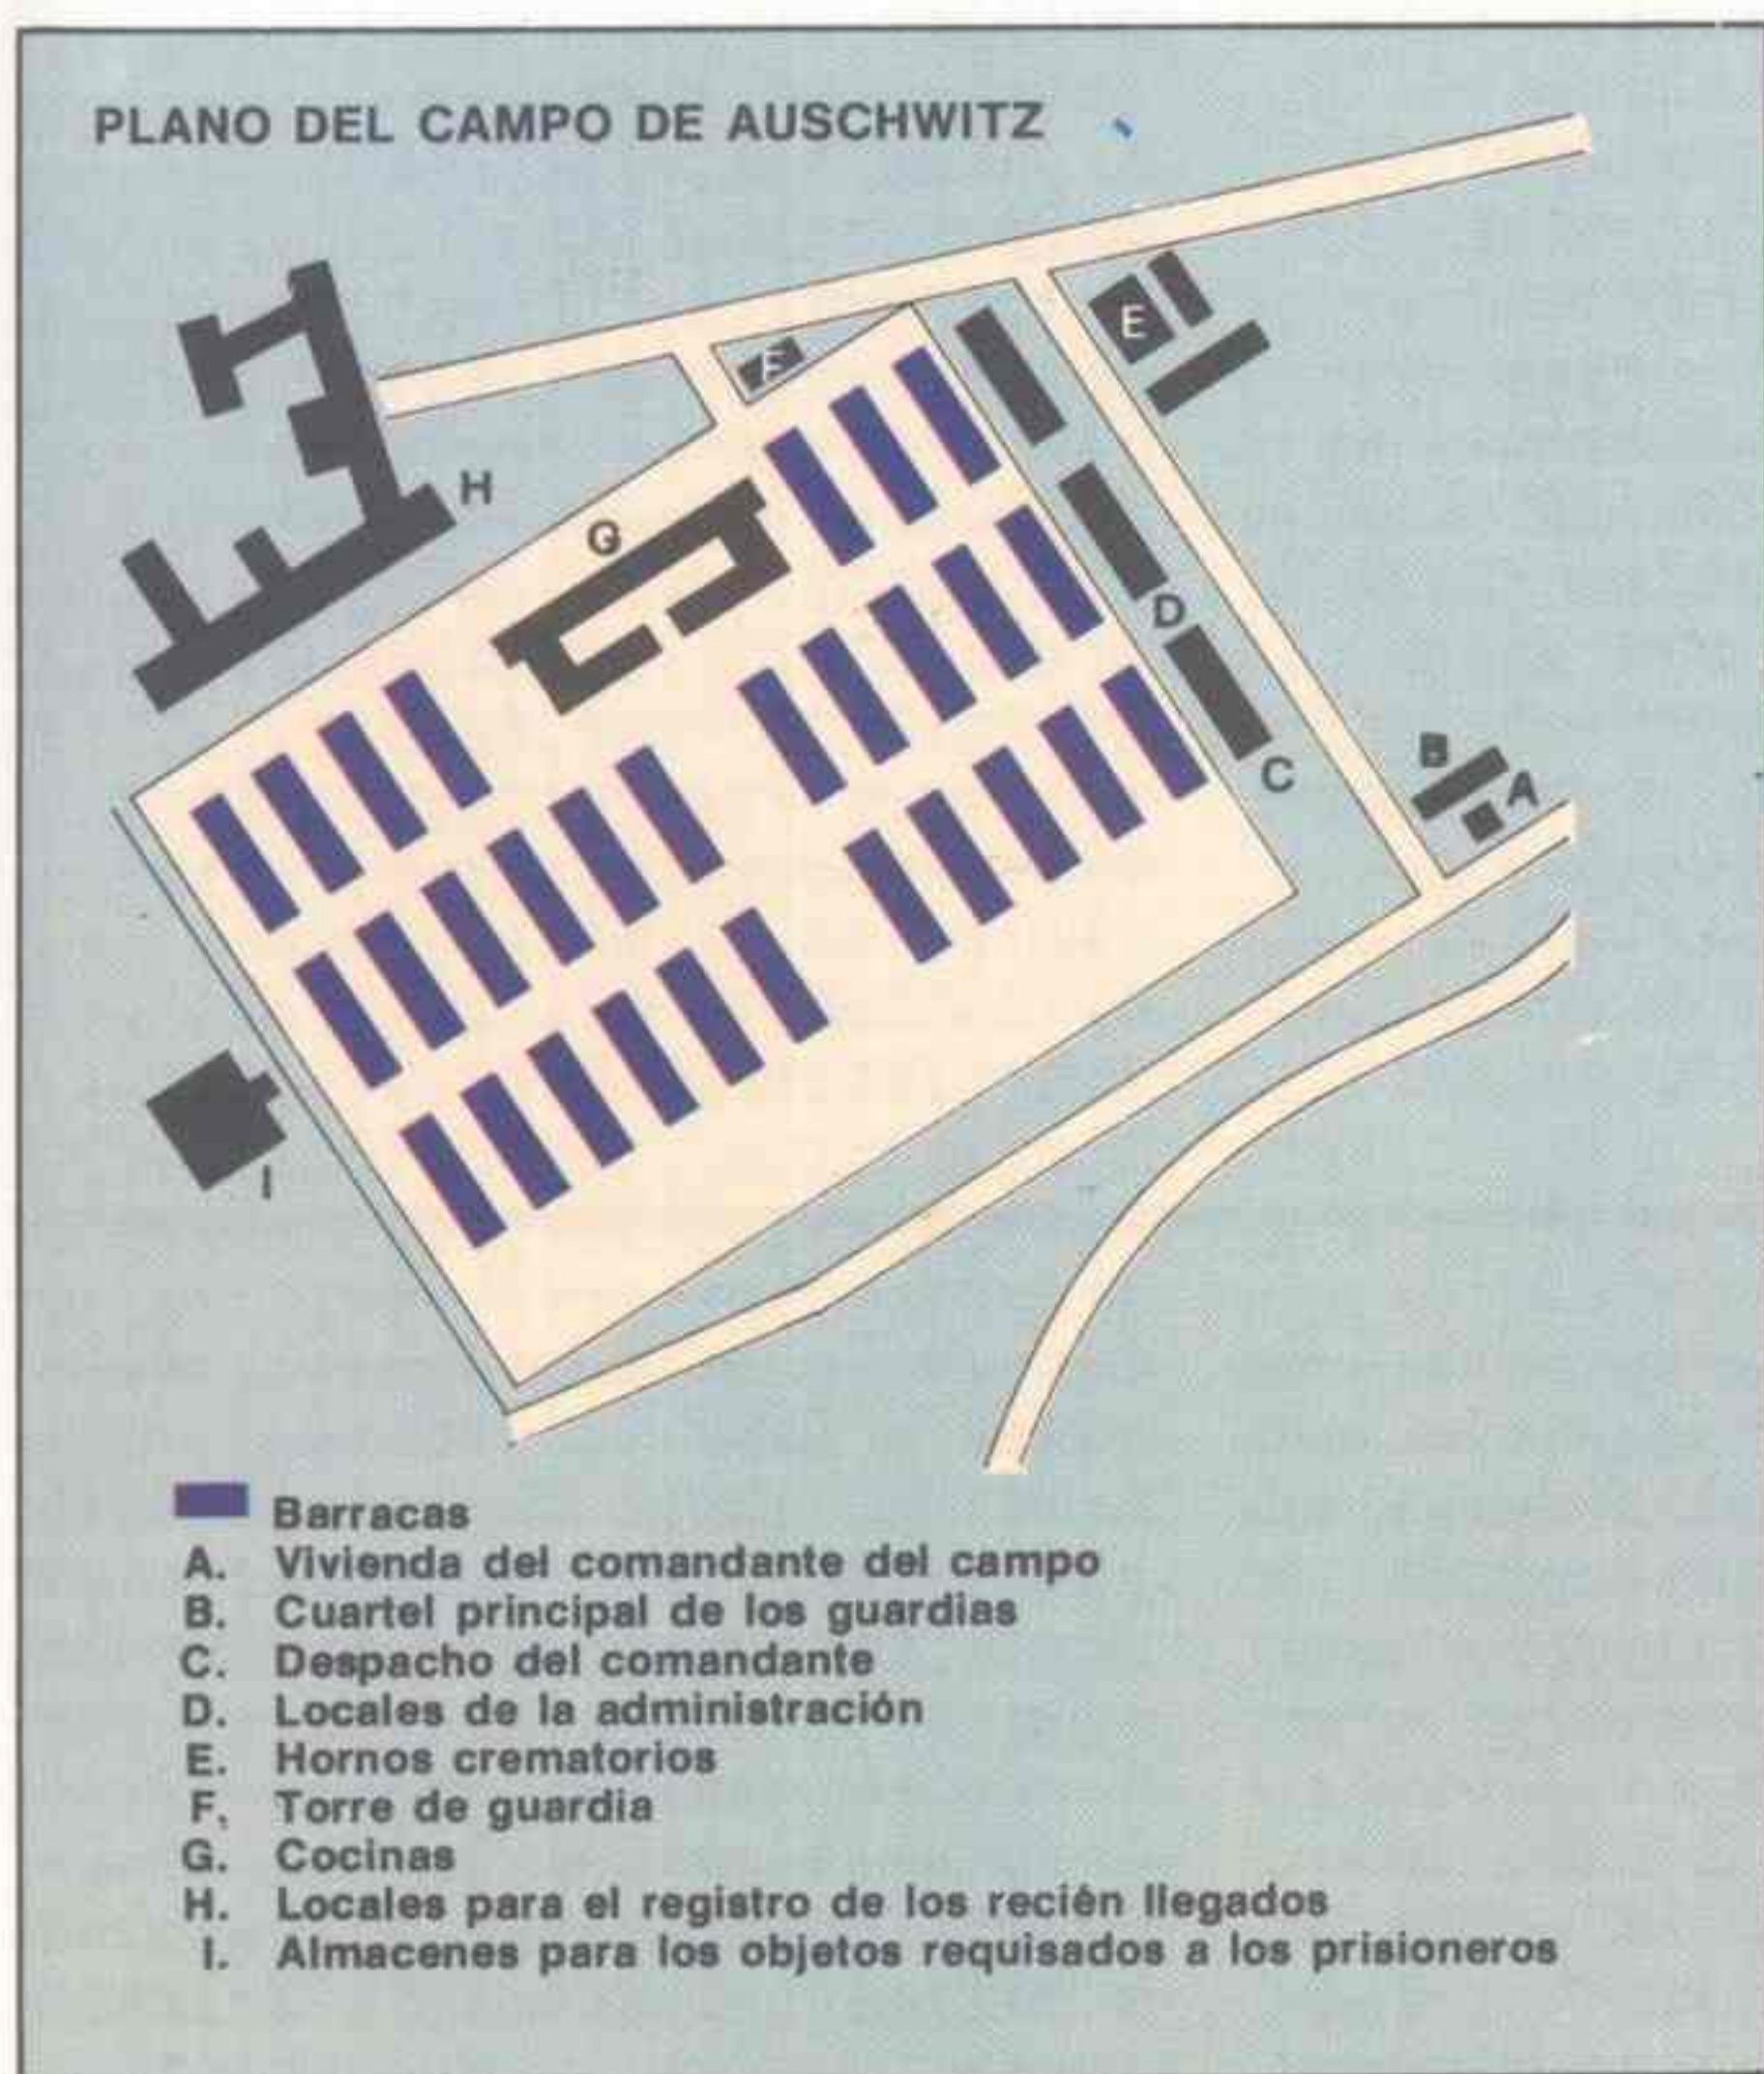 PLANO DEL CAMPO DE AUSCHWITZ
E
F
H
G
D
B
A
C
I
Barracas
A. Vivienda del comandante del campo
B. Cuartel principal de los guardias
C. Despacho del comandante
D. Locales de la administración
E. Hornos crematorios
F. Torre de guardia
G. Cocinas
H. Locales para el registro de los recién llegados
I. Almacenes para los objetos requisados a los prisioneros